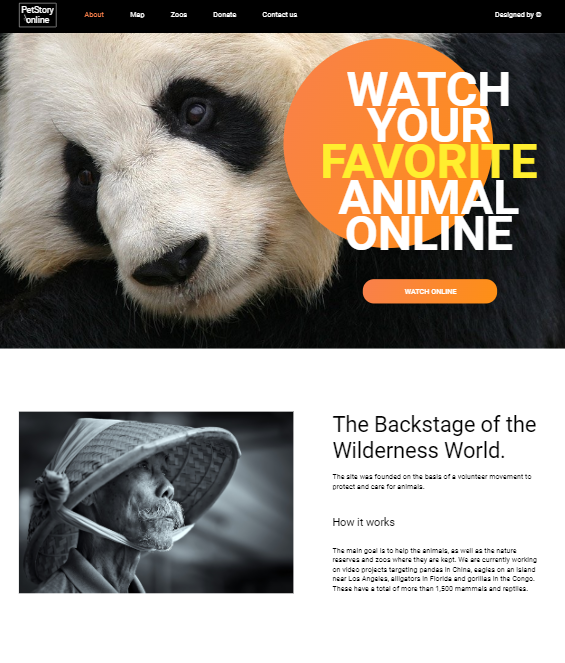 PetStory
online
About
Map
Zoos
Donate
Contact us
Designed by ©
WATCH
YOUR
FAVORITE
ANIMAL
ONLINE
WATCH ONLINE
The Backstage of the
Wilderness World.
The site was founded on the basis of a volunteer movement to
protect and care for animals.
How it works
The main goal is to help the animals, as well as the nature
reserves and zoos where they are kept. We are currently working
on video projects targeting pandas in China, eagles on an island
near Los Angeles, alligators in Florida and gorillas in the Congo.
These have a total of more than 1,500 mammals and reptiles.